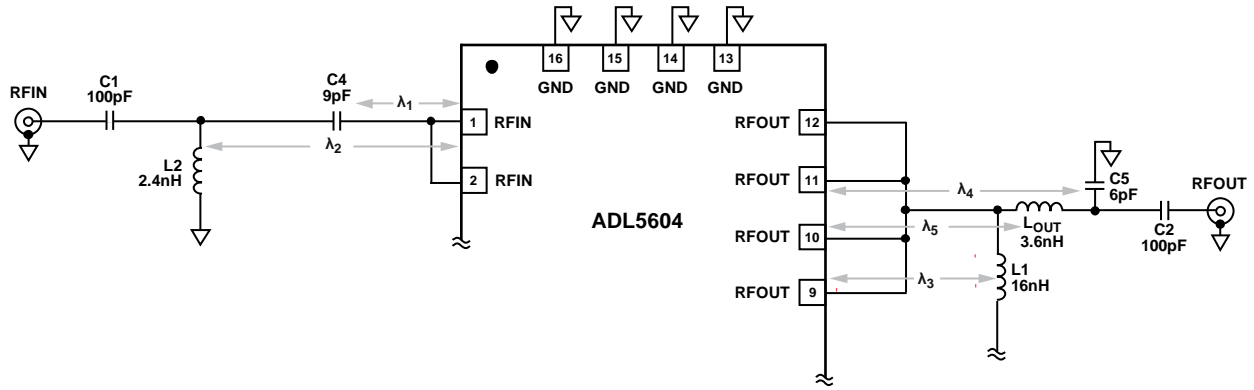 16
15
14
13
GND
GND
GND
GND
RFIN
C1
100pF
C4
9pF
λ1
1
RFIN
λ2
L2
2.4nH
2
RFIN
ADL5604
RFOUT
12
RFOUT
11
RFOUT
10
RFOUT
9
λ4
λ5
λ3
LOUT
3.6nH
L1
16nH
C5
6pF
C2
100pF
RFOUT